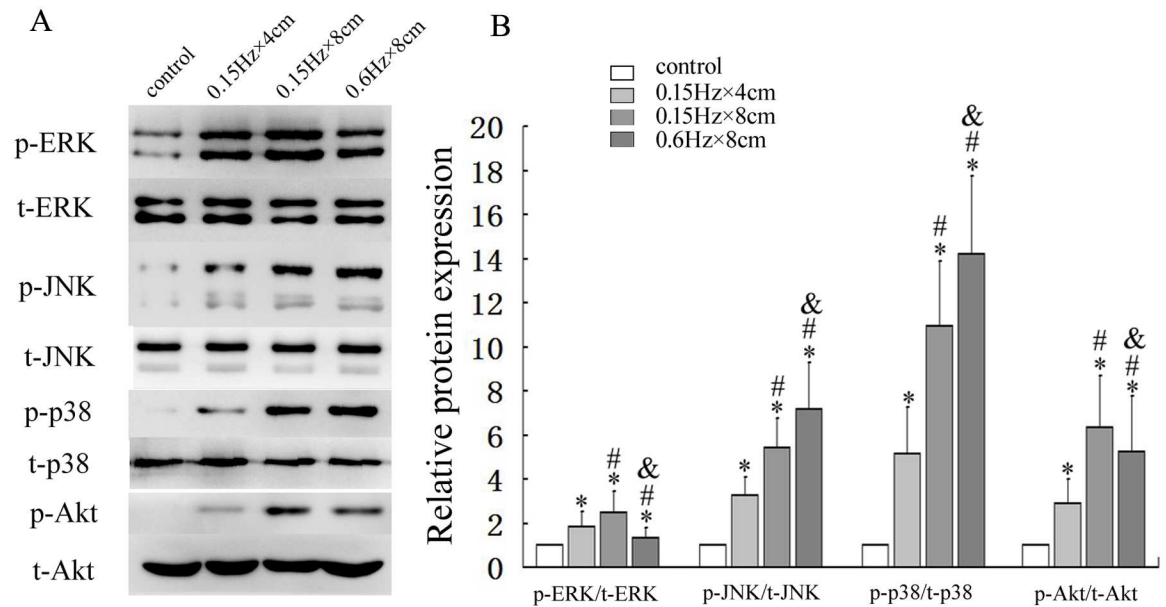 A
control
0.15Hz×4cm
0.15Hz×8cm
0.6Hz×8cm
p-ERK
t-ERK
p-JNK
t-JNK
p-p38
t-p38
p-Akt
t-Akt
B
control
0.15Hz×4cm
0.15Hz×8cm
0.6Hz×8cm
Relative protein expression
20
18
16
14
12
10
8
6
4
2
0
*
#
*
&
#
*
*
#
*
&
#
*
*
#
*
&
#
*
*
#
*
&
#
*
p-ERK/t-ERK
p-JNK/t-JNK
p-p38/t-p38
p-Akt/t-Akt